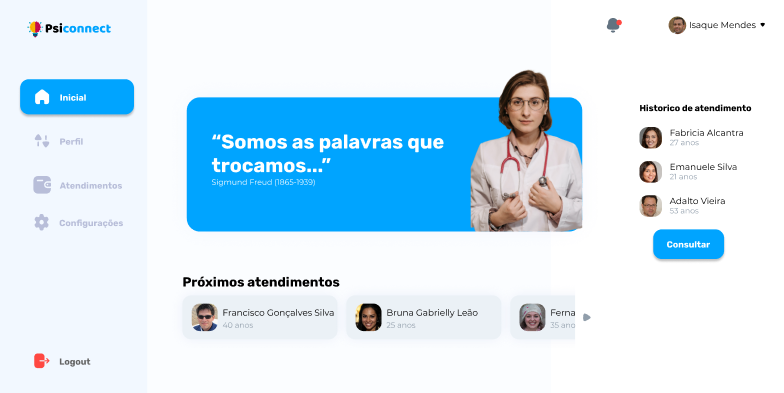 Psiconnect
Inicial
Perfil
Atendimentos
Configurações
Logout
Isaque Mendes
“Somos as palavras que
trocamos...”
Sigmund Freud (1865-1939)
Próximos atendimentos
Francisco Gonçalves Silva
40 anos
Bruna Gabrielly Leão
25 anos
Ferna
35 ano
Historico de atendimento
Fabricia Alcantra
27 anos
Emanuele Silva
21 anos
Adalto Vieira
53 anos
Consultar